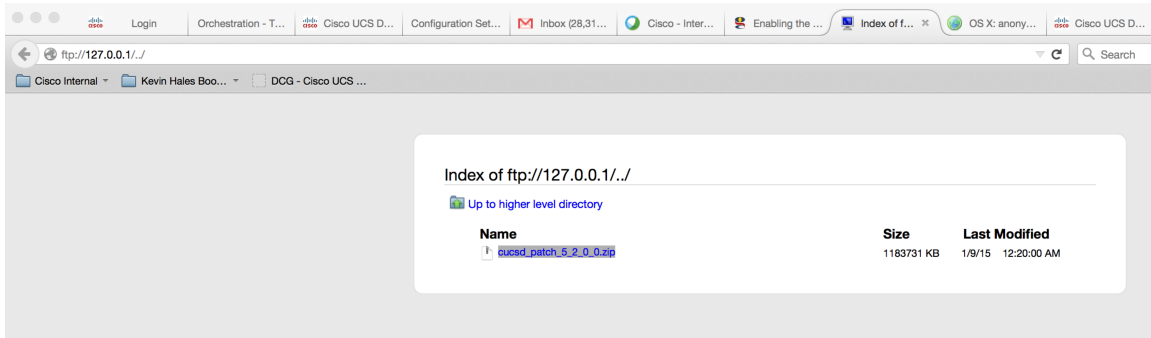 cisco Login Orchestration - T... cisco Cisco UCS D... Configuration Set... Inbox (28,31... Cisco - Inter... Enabling the ... Index of f... × OS X: anony... cisco Cisco UCS D...
ftp://127.0.0.1/../ Search
Cisco Internal Kevin Hales Boo... DCG - Cisco UCS ...
Index of ftp://127.0.0.1/../
Up to higher level directory
Name Size Last Modified
cucsd_patch_5_2_0_0.zip 1183731 KB 1/9/15 12:20:00 AM